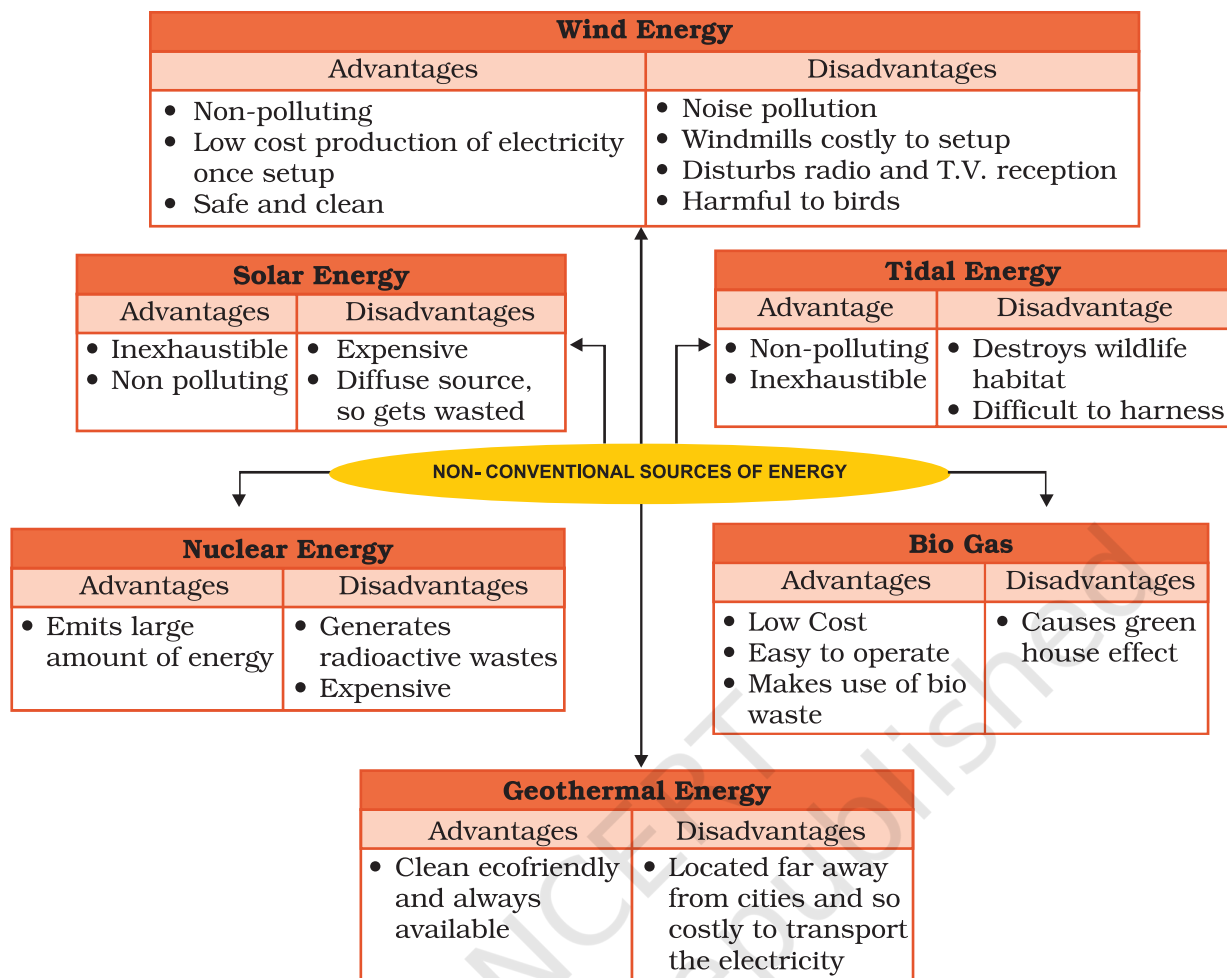 Wind Energy
Advantages
Disadvantages
• Non-polluting
• Low cost production of electricity
once setup
• Safe and clean
• Noise pollution
• Windmills costly to setup
• Disturbs radio and T.V. reception
• Harmful to birds
Solar Energy
Advantages
Disadvantages
• Inexhaustible
• Non polluting
• Expensive
• Diffuse source,
so gets wasted
Tidal Energy
Advantage
Disadvantage
• Non-polluting
• Inexhaustible
• Destroys wildlife
habitat
• Difficult to harness
NON- CONVENTIONAL SOURCES OF ENERGY
Nuclear Energy
Advantages
Disadvantages
• Emits large
amount of energy
• Generates
radioactive wastes
• Expensive
Bio Gas
Advantages
Disadvantages
• Low Cost
• Easy to operate
• Makes use of bio
waste
• Causes green
house effect
Geothermal Energy
Advantages
Disadvantages
• Clean ecofriendly
and always
available
• Located far away
from cities and so
costly to transport
the electricity
NCERT